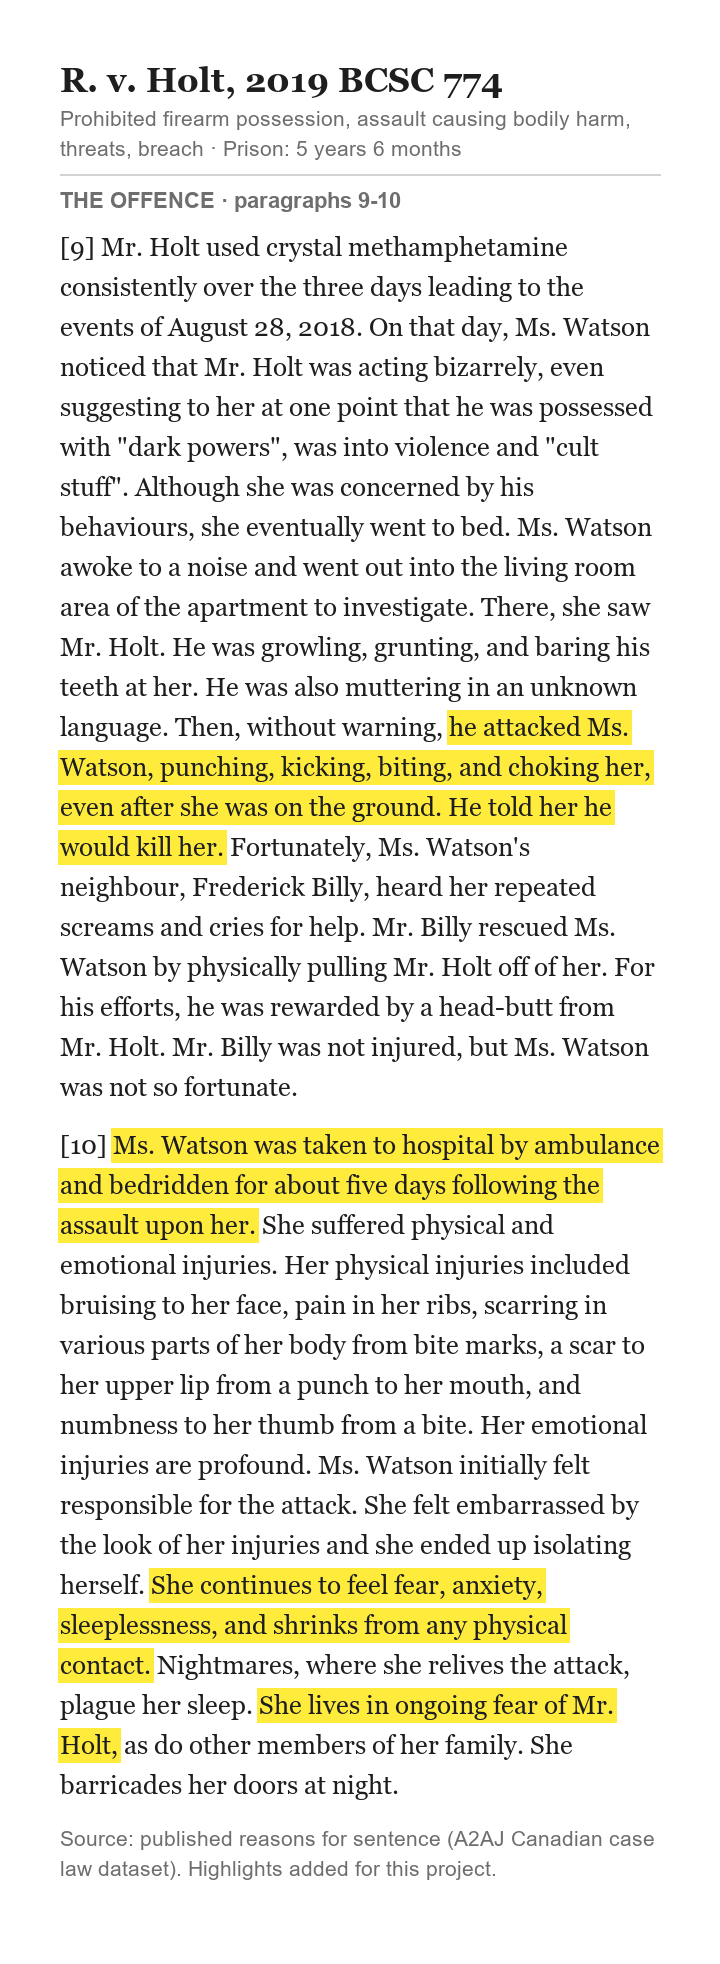 R. v. Holt, 2019 BCSC 774
Prohibited firearm possession, assault causing bodily harm,
threats, breach · Prison: 5 years 6 months
THE OFFENCE · paragraphs 9-10
[9] Mr. Holt used crystal methamphetamine
consistently over the three days leading to the
events of August 28, 2018. On that day, Ms. Watson
noticed that Mr. Holt was acting bizarrely, even
suggesting to her at one point that he was possessed
with "dark powers", was into violence and "cult
stuff". Although she was concerned by his
behaviours, she eventually went to bed. Ms. Watson
awoke to a noise and went out into the living room
area of the apartment to investigate. There, she saw
Mr. Holt. He was growling, grunting, and baring his
teeth at her. He was also muttering in an unknown
language. Then, without warning, he attacked Ms.
Watson, punching, kicking, biting, and choking her,
even after she was on the ground. He told her he
would kill her. Fortunately, Ms. Watson's
neighbour, Frederick Billy, heard her repeated
screams and cries for help. Mr. Billy rescued Ms.
Watson by physically pulling Mr. Holt off of her. For
his efforts, he was rewarded by a head-butt from
Mr. Holt. Mr. Billy was not injured, but Ms. Watson
was not so fortunate.
[10] Ms. Watson was taken to hospital by ambulance
and bedridden for about five days following the
assault upon her. She suffered physical and
emotional injuries. Her physical injuries included
bruising to her face, pain in her ribs, scarring in
various parts of her body from bite marks, a scar to
her upper lip from a punch to her mouth, and
numbness to her thumb from a bite. Her emotional
injuries are profound. Ms. Watson initially felt
responsible for the attack. She felt embarrassed by
the look of her injuries and she ended up isolating
herself. She continues to feel fear, anxiety,
sleeplessness, and shrinks from any physical
contact. Nightmares, where she relives the attack,
plague her sleep. She lives in ongoing fear of Mr.
Holt, as do other members of her family. She
barricades her doors at night.
Source: published reasons for sentence (A2AJ Canadian case
law dataset). Highlights added for this project.